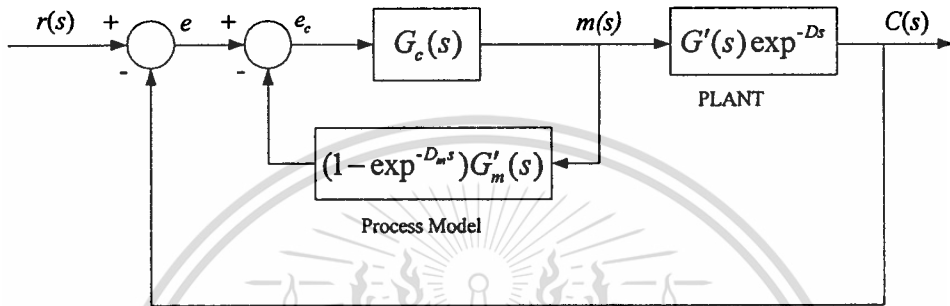 r(s) + e + e_c m(s) C(s)
G_c(s) G'(s) exp^{-Ds}
- -
PLANT
(1 - exp^{-D_m s})G'_m(s)
Process Model